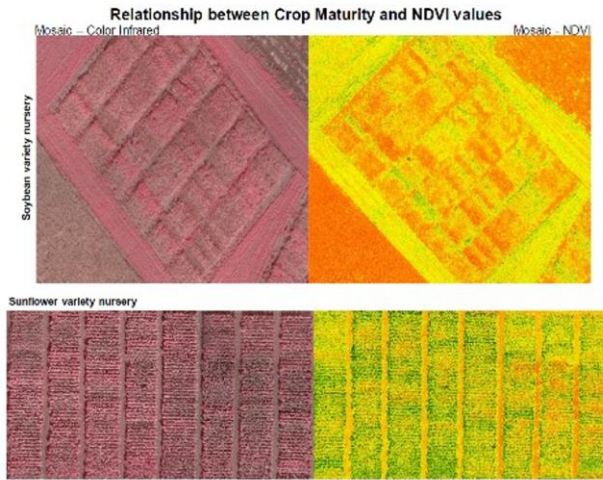 Relationship between Crop Maturity and NDVI values
Mosaic – Color Infrared
Mosaic - NDVI
Soybean variety nursery
Sunflower variety nursery